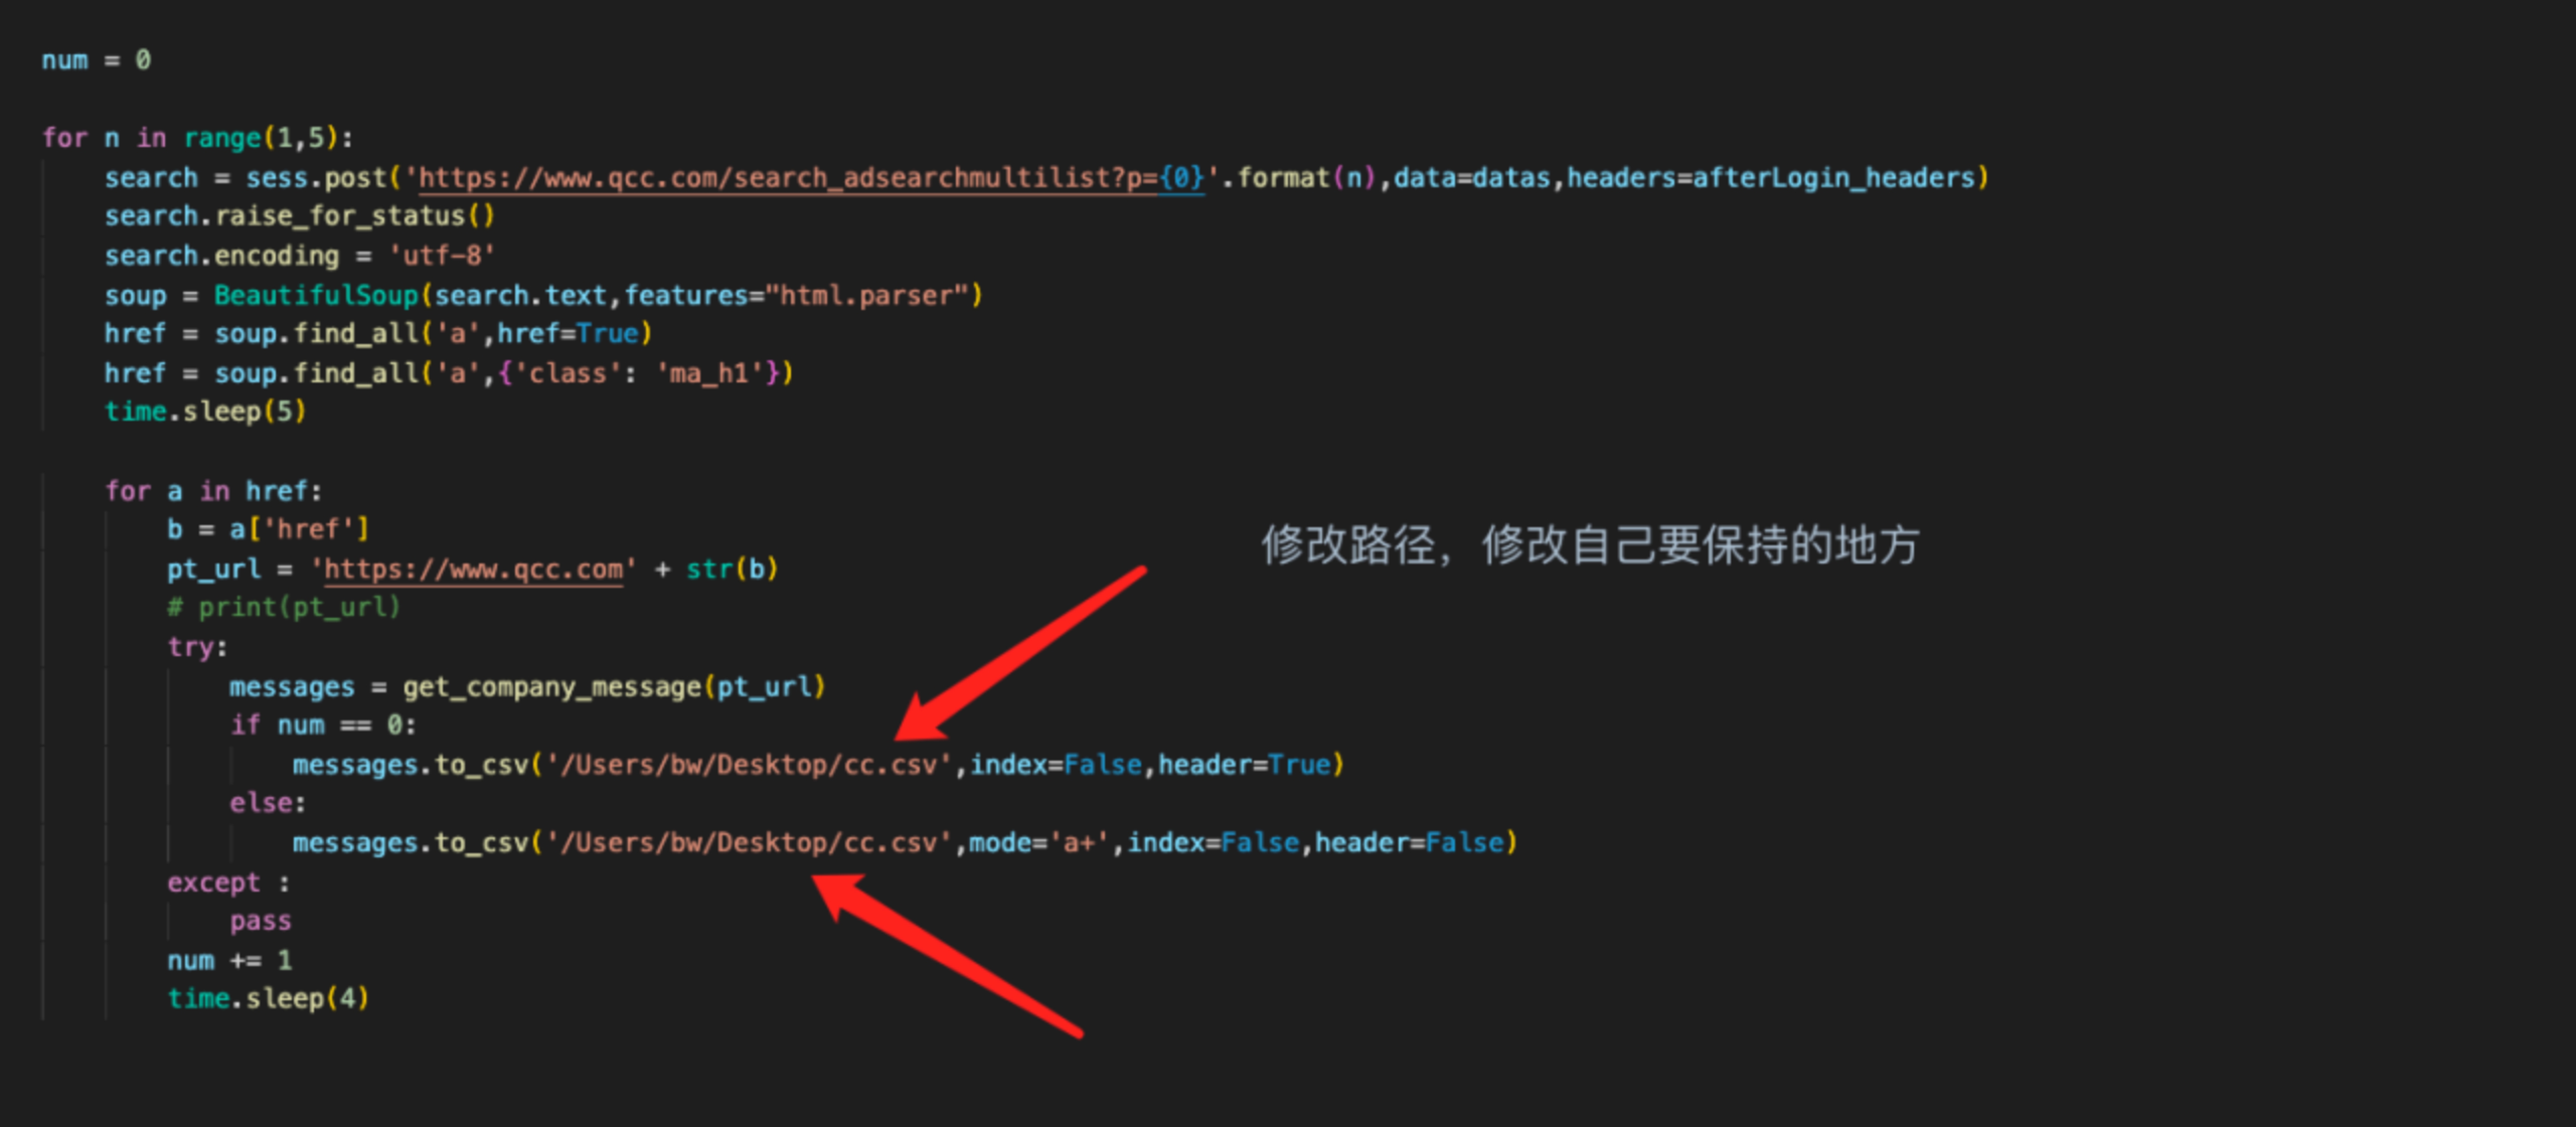 num = 0
for n in range(1,5):
search = sess.post('https://www.qcc.com/search_adsearchmultilist?p={0}'.format(n),data=datas,headers=afterLogin_headers)
search.raise_for_status()
search.encoding = 'utf-8'
soup = BeautifulSoup(search.text,features="html.parser")
href = soup.find_all('a',href=True)
href = soup.find_all('a',{'class': 'ma_h1'})
time.sleep(5)
for a in href:
b = a['href']
修改路径，修改自己要保持的地方
pt_url = 'https://www.qcc.com' + str(b)
# print(pt_url)
try:
messages = get_company_message(pt_url)
if num == 0:
messages.to_csv('/Users/bw/Desktop/cc.csv',index=False,header=True)
else:
messages.to_csv('/Users/bw/Desktop/cc.csv',mode='a+',index=False,header=False)
except :
pass
num += 1
time.sleep(4)